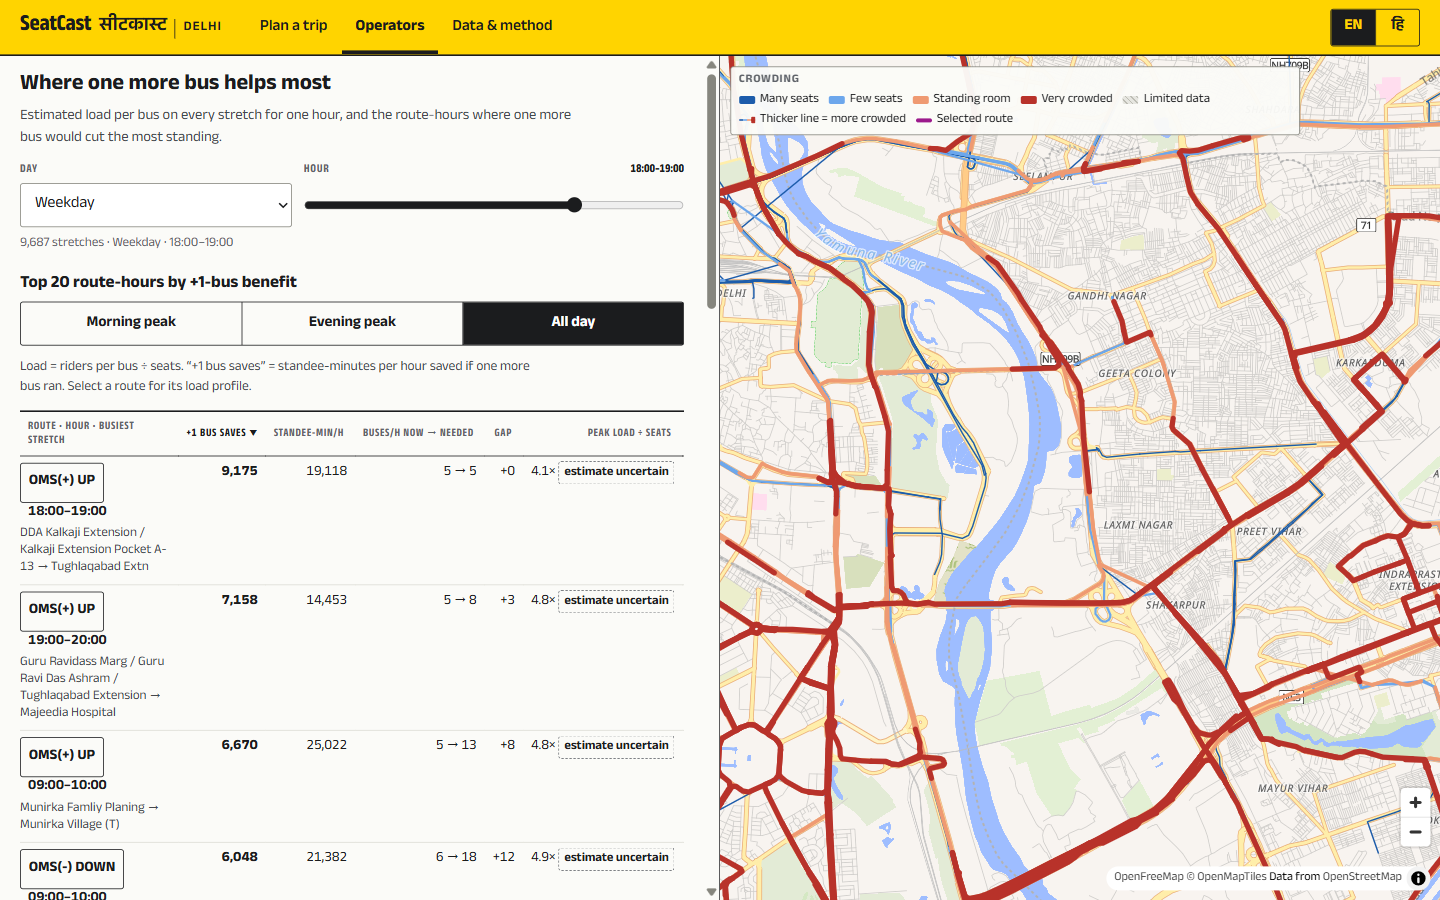 SeatCast सीटकास्ट DELHI
Plan a trip
Operators
Data & method
EN
हि
Where one more bus helps most
Estimated load per bus on every stretch for one hour, and the route-hours where one more
bus would cut the most standing.
DAY
HOUR
18:00–19:00
Weekday
9,687 stretches · Weekday · 18:00–19:00
Top 20 route-hours by +1-bus benefit
Morning peak
Evening peak
All day
Load = riders per bus ÷ seats. “+1 bus saves” = standee-minutes per hour saved if one more
bus ran. Select a route for its load profile.
ROUTE · HOUR · BUSIEST
STRETCH
+1 BUS SAVES ▼
STANDEE-MIN/H
BUSES/H NOW → NEEDED
GAP
PEAK LOAD ÷ SEATS
OMS(+) UP
18:00–19:00
DDA Kalkaji Extension /
Kalkaji Extension Pocket A-
13 → Tughlaqabad Extn
9,175
19,118
5 → 5
+0
4.1× estimate uncertain
OMS(+) UP
19:00–20:00
Guru Ravidass Marg / Guru
Ravi Das Ashram /
Tughlaqabad Extension →
Majeedia Hospital
7,158
14,453
5 → 8
+3
4.8× estimate uncertain
OMS(+) UP
09:00–10:00
Munirka Famliy Planing →
Munirka Village (T)
6,670
25,022
5 → 13
+8
4.8× estimate uncertain
OMS(-) DOWN
09:00–10:00
6,048
21,382
6 → 18
+12
4.9× estimate uncertain
CROWDING
Many seats
Few seats
Standing room
Very crowded
Limited data
Thicker line = more crowded
Selected route
NH709B
SEELAMPUR
71
Yamuna River
DELHI
GANDHI NAGAR
NH709B
GEETA COLONY
KARKARDUMA
LAXMI NAGAR
PREET VIHAR
SHAKARPUR
MAYUR VIHAR
+
−
OpenFreeMap © OpenMapTiles Data from OpenStreetMap